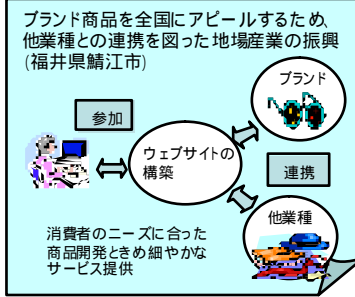 ブランド商品を全国にアピールするため、
他業種との連携を図った地場産業の振興
(福井県鯖江市)
ブランド
参加
ウェブサイトの
構築
連携
他業種
消費者のニーズに合った
商品開発ときめ細やかな
サービス提供